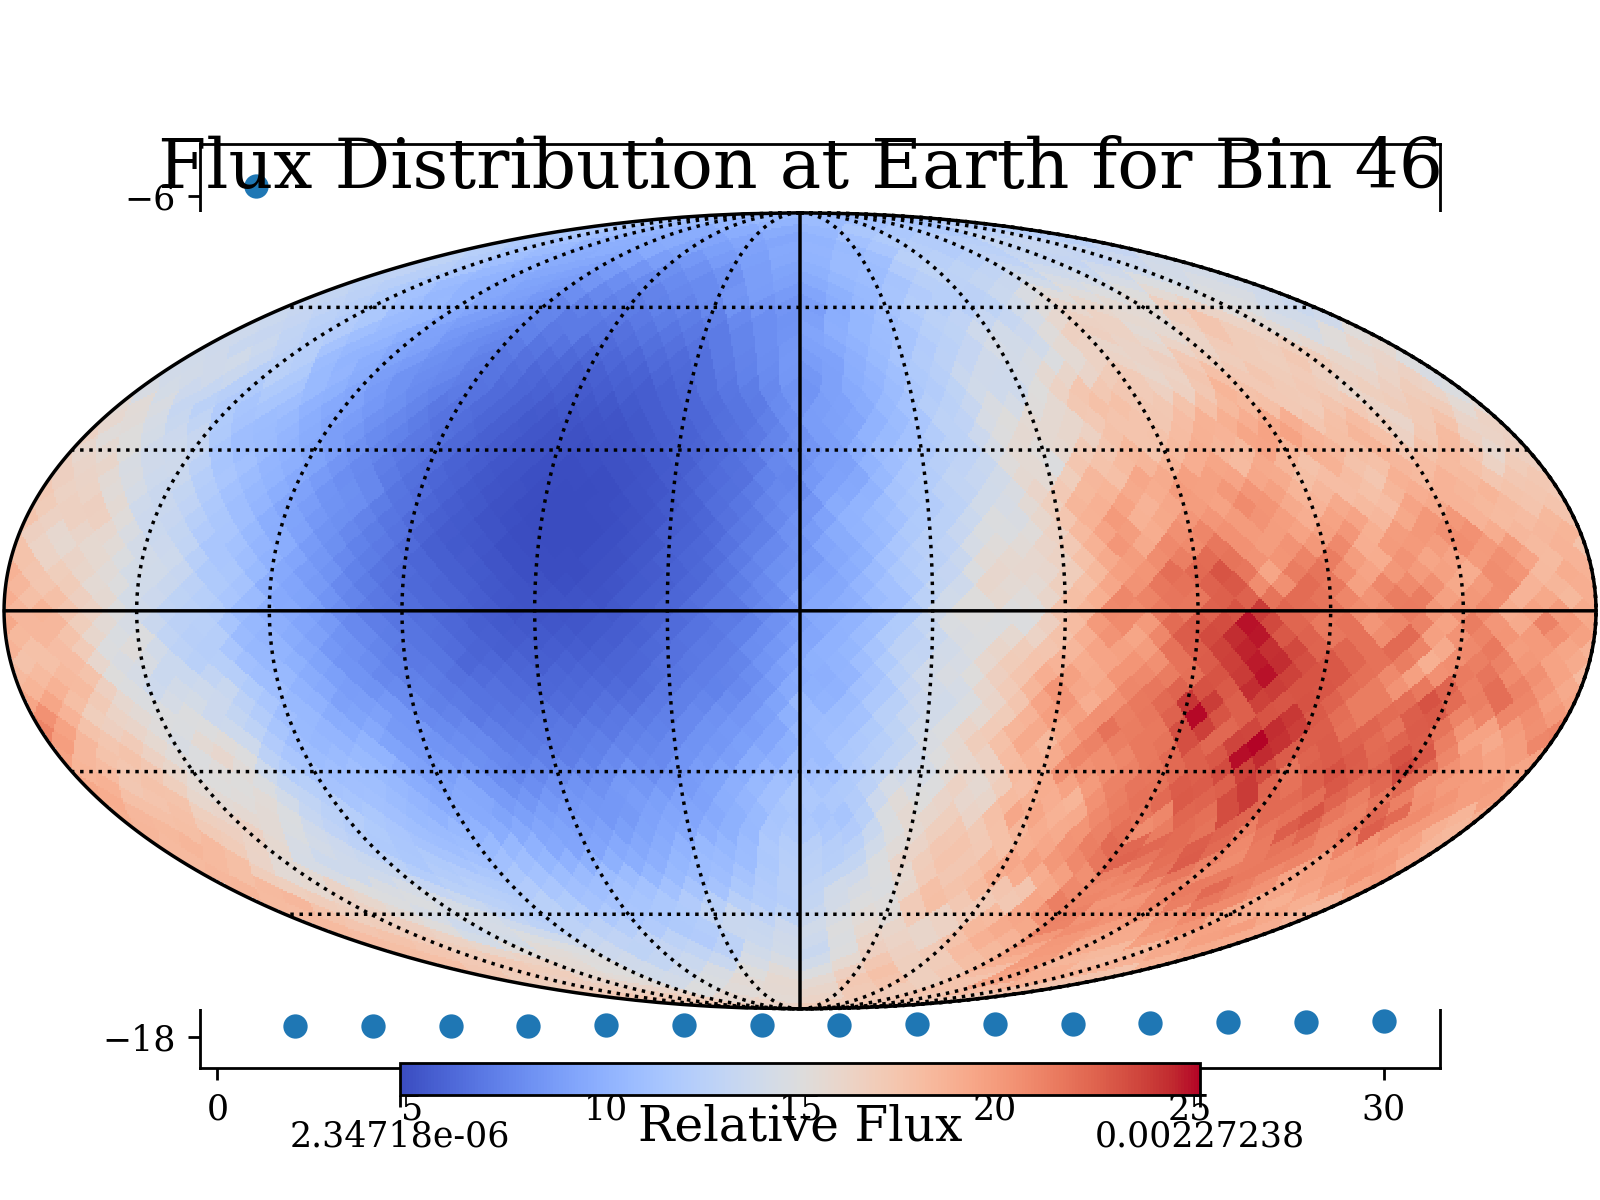 Flux Distribution at Earth for Bin 46
−6
−18
0 5 10 15 20 25 30
2.34718e-06 Relative Flux 0.00227238